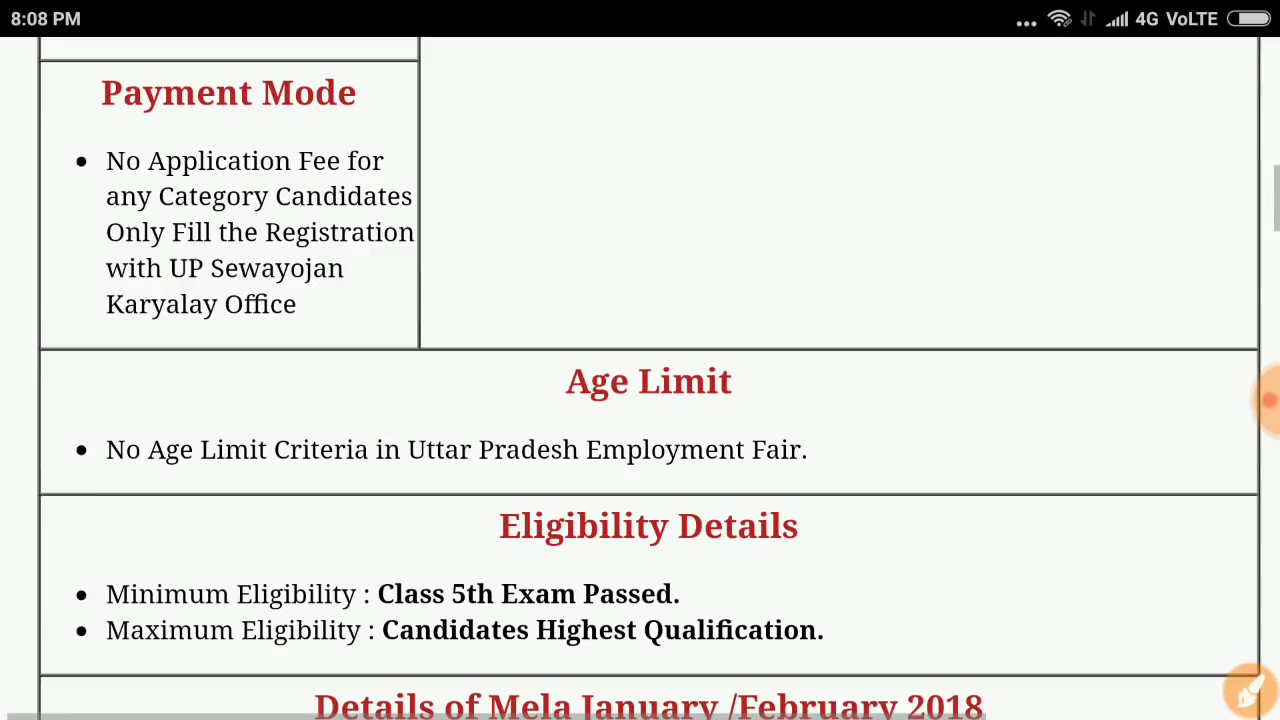 8:08 PM
... 4G VoLTE
Payment Mode
• No Application Fee for
any Category Candidates
Only Fill the Registration
with UP Sewayojan
Karyalay Office
Age Limit
• No Age Limit Criteria in Uttar Pradesh Employment Fair.
Eligibility Details
• Minimum Eligibility : Class 5th Exam Passed.
• Maximum Eligibility : Candidates Highest Qualification.
Details of Mela January /February 2018